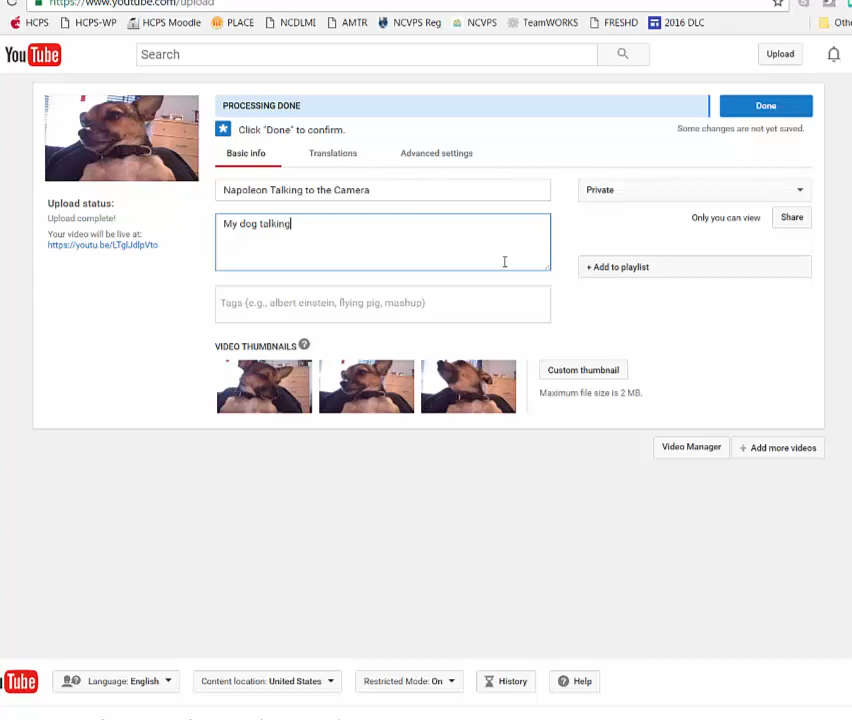 https://www.youtube.com/upload
HCPS HCPS-WP HCPS Moodle PLACE NCDLMI AMTR NCVPS Reg NCVPS TeamWORKS FRESHD 2016 DLC Othe
YouTube Search Upload
PROCESSING DONE Done
Click "Done" to confirm. Some changes are not yet saved.
Basic info Translations Advanced settings
Upload status:
Upload complete!
Your video will be live at:
https://youtu.be/LTglJdlpVto
Napoleon Talking to the Camera Private
My dog talking
Only you can view Share
+ Add to playlist
Tags (e.g., albert einstein, flying pig, mashup)
VIDEO THUMBNAILS ?
Custom thumbnail
Maximum file size is 2 MB.
Video Manager + Add more videos
Tube Language: English Content location: United States Restricted Mode: On History Help